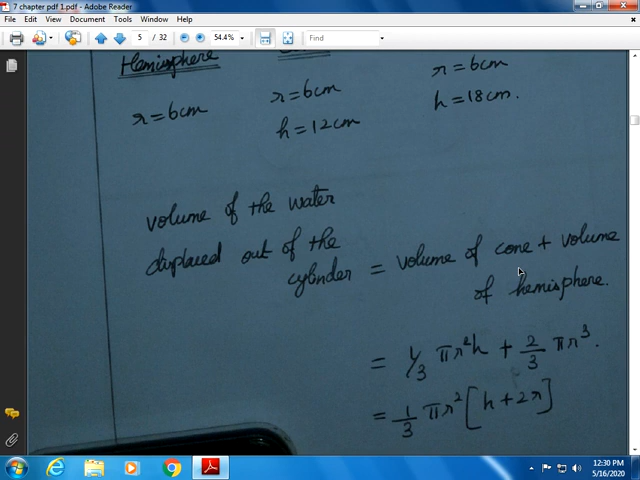 7 chapter pdf 1.pdf - Adobe Reader
File Edit View Document Tools Window Help
5 / 32 54.4% Find
Hemisphere
r = 6cm
r = 6cm
r = 6cm
h = 12cm
h = 18cm.
volume of the water
displaced out of the
cylinder = volume of cone + volume
of hemisphere.
= 1/3 πr²h + 2/3 πr³.
= 1/3 πr² [h + 2r]
12:30 PM
5/16/2020